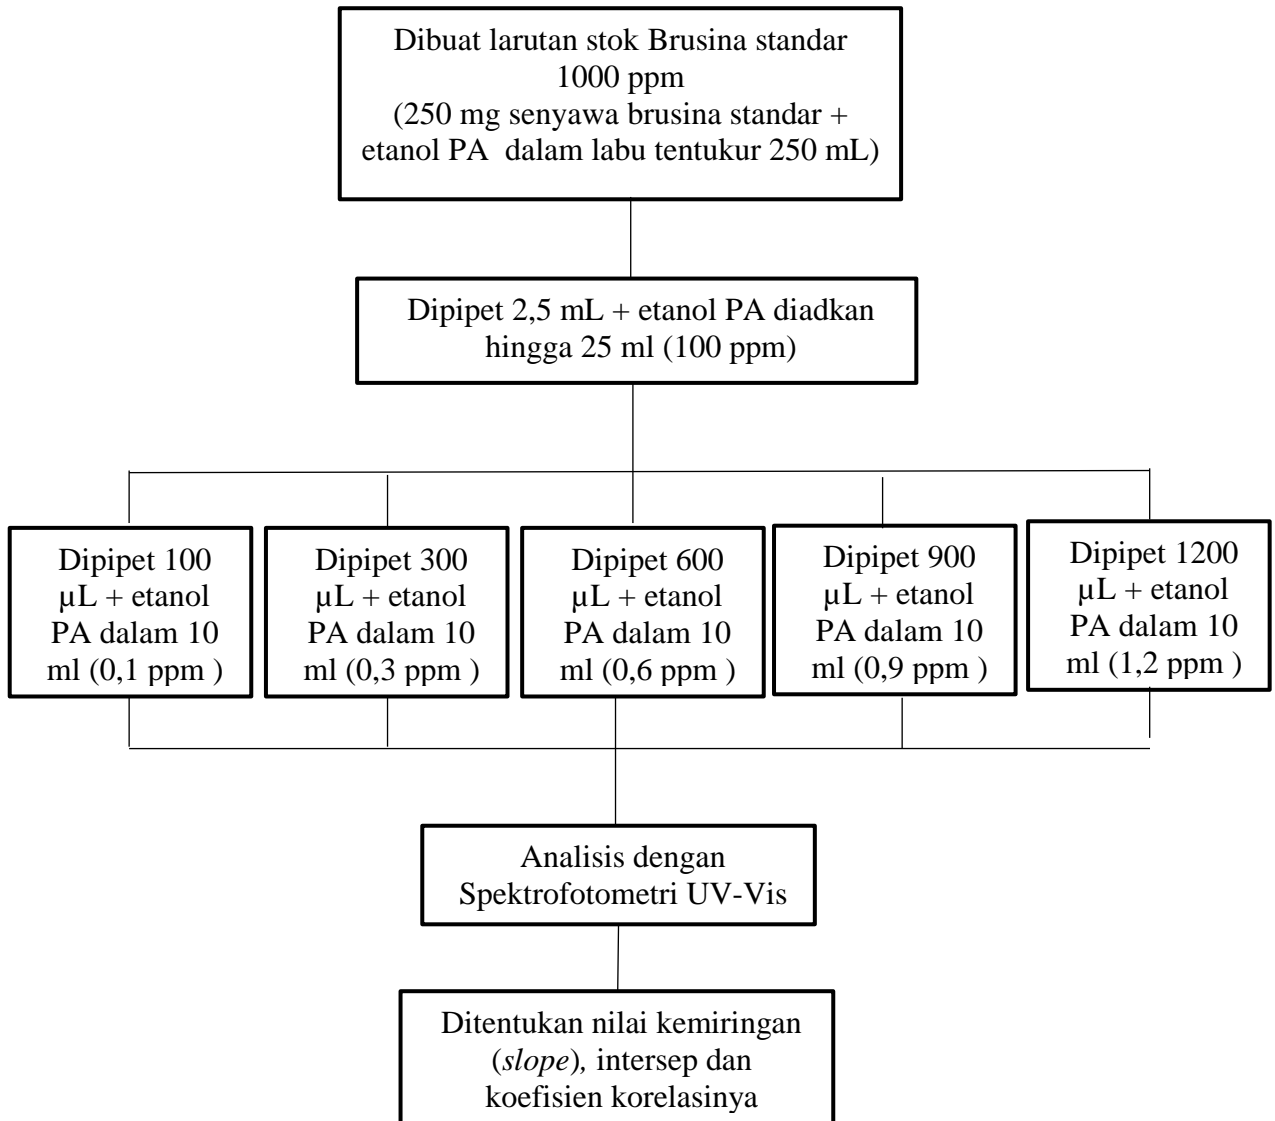 Dibuat larutan stok Brusina standar
1000 ppm
(250 mg senyawa brusina standar +
etanol PA dalam labu tentukur 250 mL)
Dipipet 2,5 mL + etanol PA diadkan
hingga 25 ml (100 ppm)
Dipipet 100
µL + etanol
PA dalam 10
ml (0,1 ppm )
Dipipet 300
µL + etanol
PA dalam 10
ml (0,3 ppm )
Dipipet 600
µL + etanol
PA dalam 10
ml (0,6 ppm )
Dipipet 900
µL + etanol
PA dalam 10
ml (0,9 ppm )
Dipipet 1200
µL + etanol
PA dalam 10
ml (1,2 ppm )
Analisis dengan
Spektrofotometri UV-Vis
Ditentukan nilai kemiringan
(slope), intersep dan
koefisien korelasinya